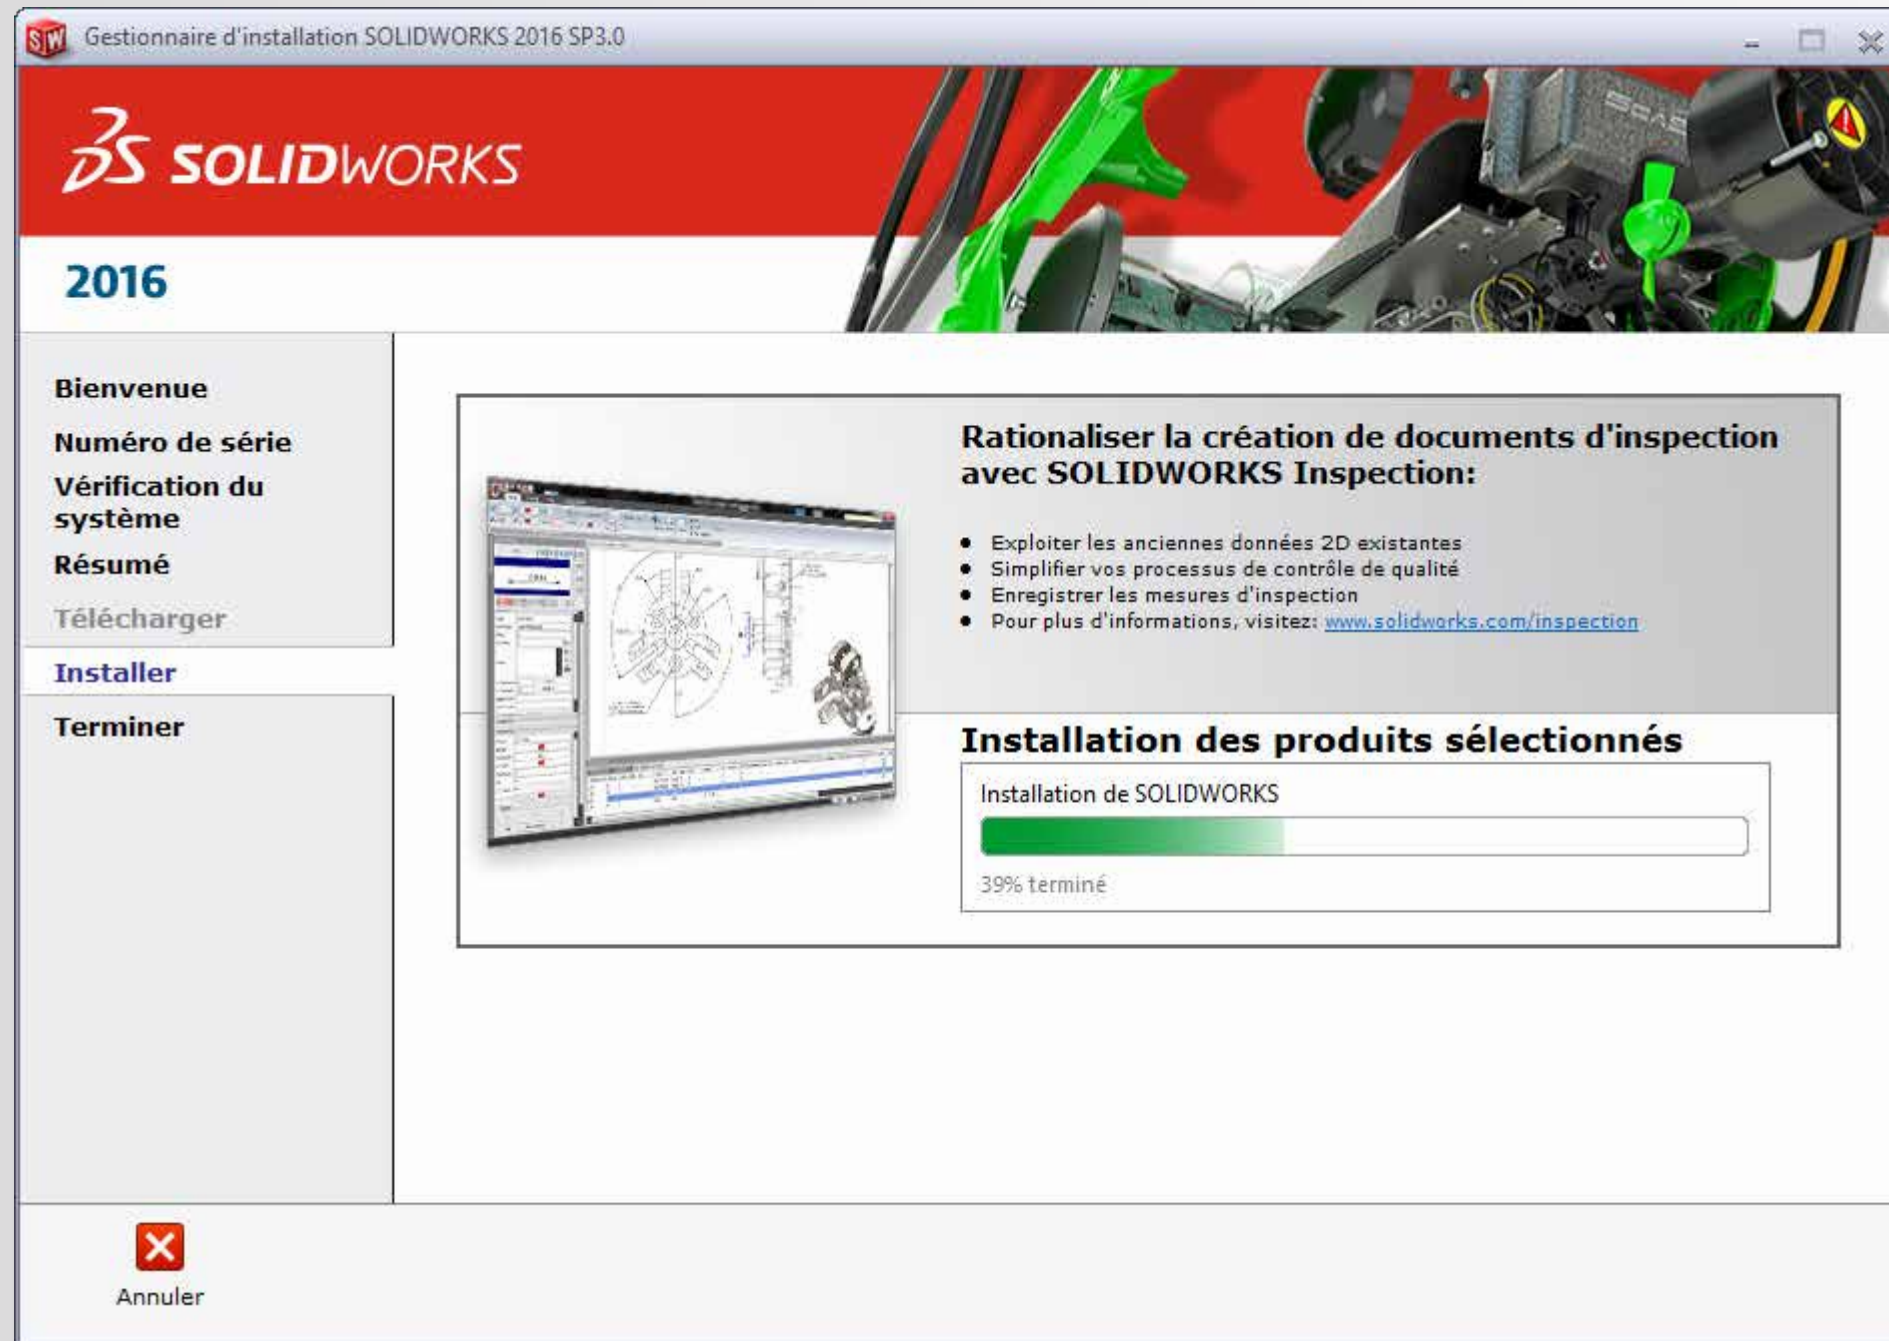 Gestionnaire d'installation SOLIDWORKS 2016 SP3.0
SOLIDWORKS
2016
Bienvenue
Numéro de série
Vérification du
système
Résumé
Télécharger
Installer
Terminer
Rationaliser la création de documents d'inspection
avec SOLIDWORKS Inspection:
Exploiter les anciennes données 2D existantes
Simplifier vos processus de contrôle de qualité
Enregistrer les mesures d'inspection
Pour plus d'informations, visitez: www.solidworks.com/inspection
Installation des produits sélectionnés
Installation de SOLIDWORKS
39% terminé
Annuler